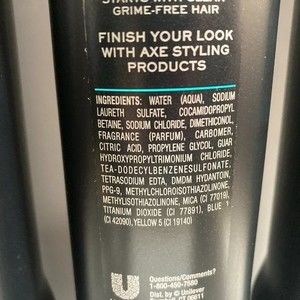 STARTS WITH CLEAN
GRIME-FREE HAIR
FINISH YOUR LOOK
WITH AXE STYLING
PRODUCTS
INGREDIENTS: WATER (AQUA), SODIUM
LAURETH SULFATE, COCAMIDOPROPYL
BETAINE, SODIUM CHLORIDE, DIMETHICONOL,
FRAGRANCE (PARFUM), CARBOMER,
CITRIC ACID, PROPYLENE GLYCOL, GUAR
HYDROXYPROPYLTRIMONIUM CHLORIDE,
TEA-DODECYLBENZENESULFONATE,
TETRASODIUM EDTA, DMDM HYDANTOIN,
PPG-9, METHYLCHLOROISOTHIAZOLINONE,
METHYLISOTHIAZOLINONE, MICA (CI 77019),
TITANIUM DIOXIDE (CI 77891), BLUE 1
(CI 42090), YELLOW 5 (CI 19140)
Questions/Comments?
1-800-450-7580
Dist. by © Unilever